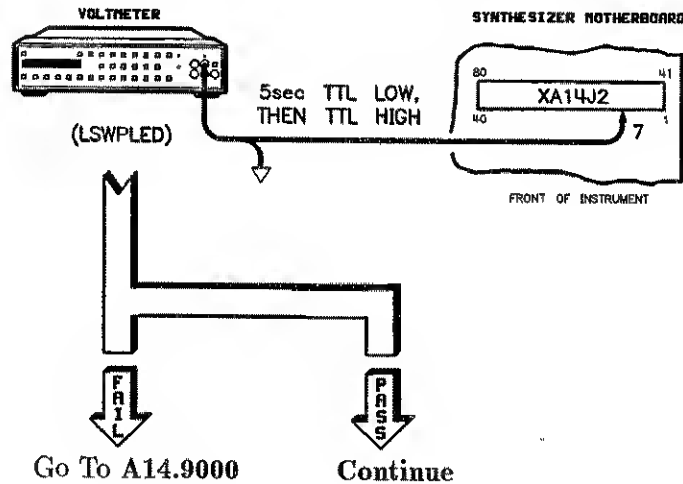 VOLTMETER
SYNTHESIZER MOTHERBOARD
80
41
XA14J2
40
1
7
5sec TTL LOW,
THEN TTL HIGH
(LSWPLED)
FRONT OF INSTRUMENT
FAIL
PASS
Go To A14.9000
Continue